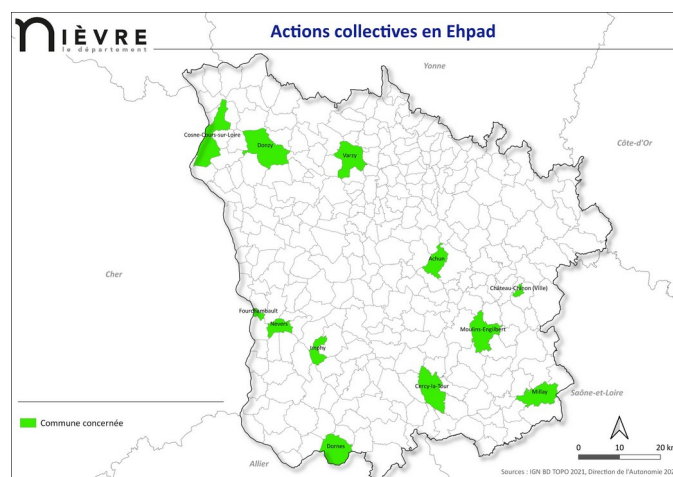 NIÈVRE
le département
Actions collectives en Ehpad
Yonne
Cosne-Cours-sur-Loire
Donzy
Varzy
Côte-d'Or
Achun
Cher
Château-Chinon (Ville)
Fourchambault
Nevers
Moulins-Engilbert
Imphy
Cercy-la-Tour
Millay
Saône-et-Loire
Commune concernée
Dornes
Allier
0 10 20 km
Sources : IGN BD TOPO 2021, Direction de l'Autonomie